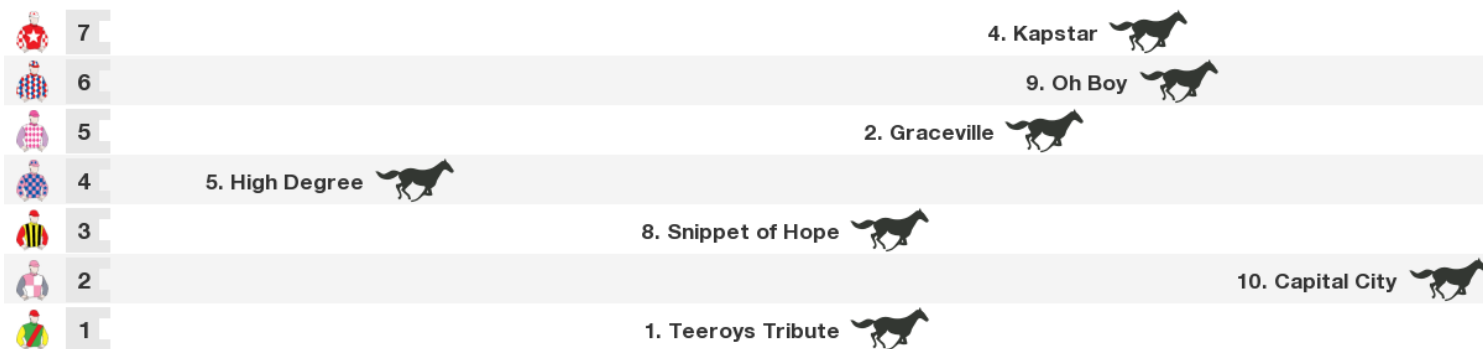 7 4. Kapstar
6 9. Oh Boy
5 2. Graceville
4 5. High Degree
3 8. Snippet of Hope
2 10. Capital City
1 1. Teeroys Tribute